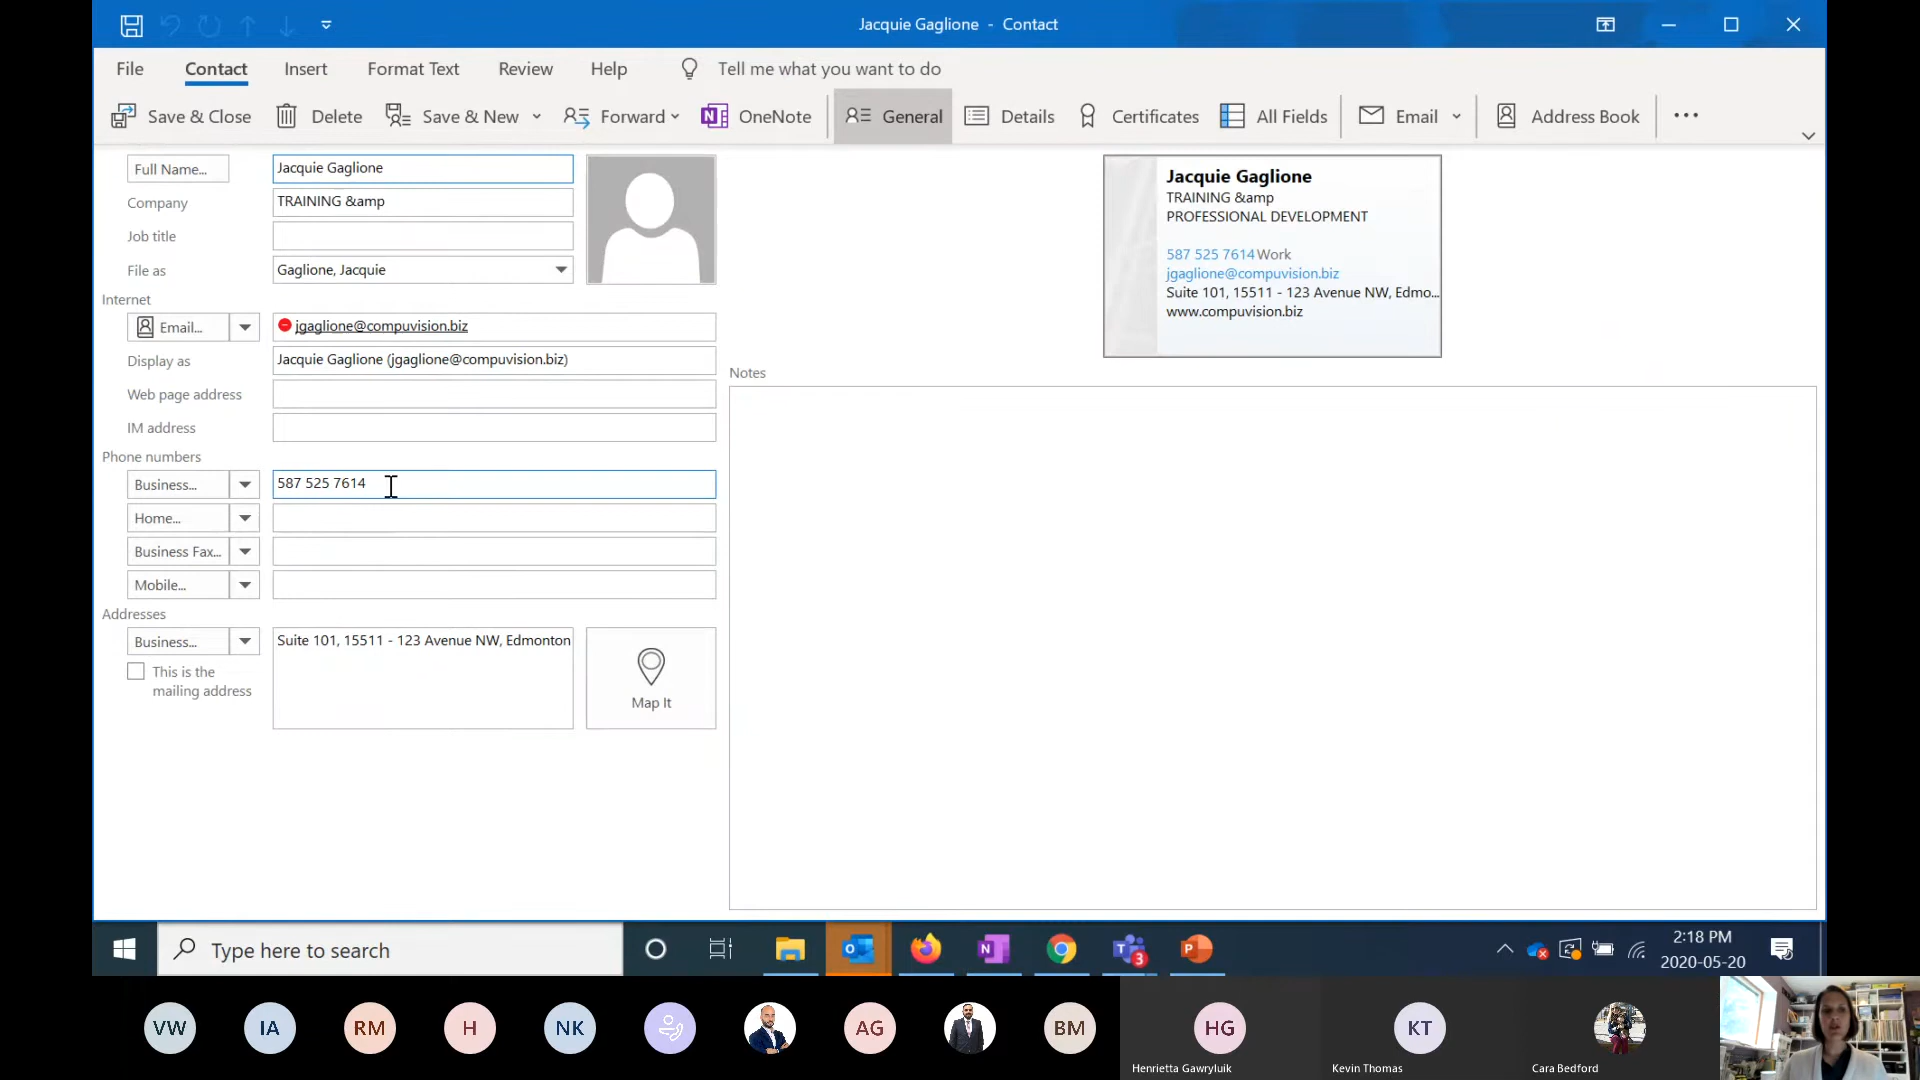 Jacquie Gaglione - Contact
File Contact Insert Format Text Review Help Tell me what you want to do
Save & Close Delete Save & New Forward OneNote General Details Certificates All Fields Email Address Book ...
Full Name... Jacquie Gaglione
Company TRAINING &amp
Job title
File as Gaglione, Jacquie
Internet
Email... jgaglione@compuvision.biz
Display as Jacquie Gaglione (jgaglione@compuvision.biz)
Web page address
IM address
Phone numbers
Business... 587 525 7614
Home...
Business Fax...
Mobile...
Addresses
Business... Suite 101, 15511 - 123 Avenue NW, Edmonton
This is the
mailing address
Map It
Jacquie Gaglione
TRAINING &amp
PROFESSIONAL DEVELOPMENT
587 525 7614 Work
jgaglione@compuvision.biz
Suite 101, 15511 - 123 Avenue NW, Edmo...
www.compuvision.biz
Notes
Type here to search
3
2:18 PM
2020-05-20
VW IA RM H NK AG BM HG KT
Henrietta Gawryluik Kevin Thomas Cara Bedford